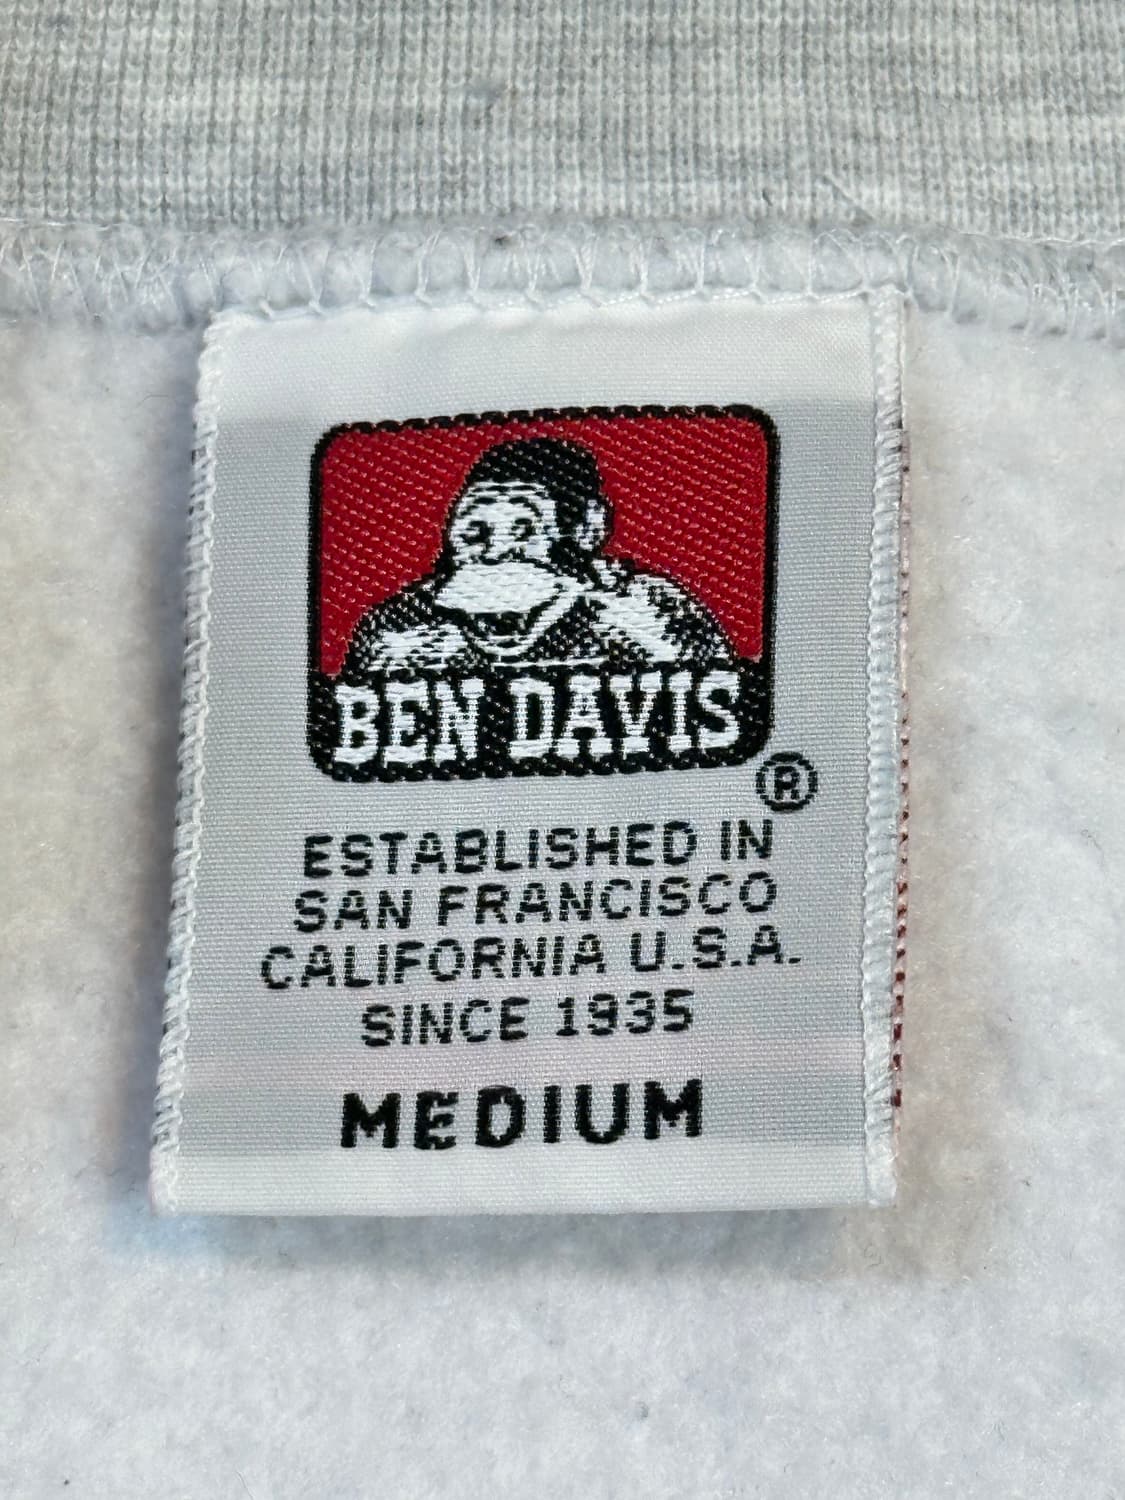 BEN DAVIS
®
ESTABLISHED IN
SAN FRANCISCO
CALIFORNIA U.S.A.
SINCE 1935
MEDIUM